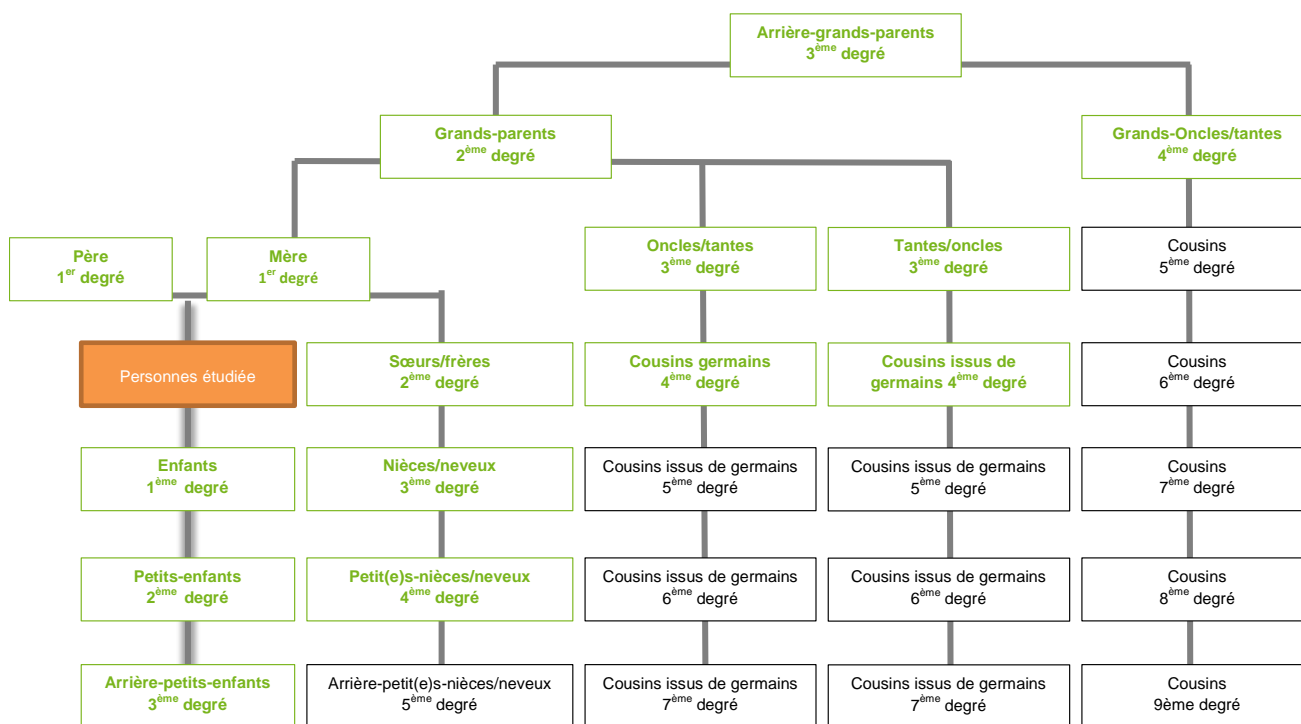 Arrière-grands-parents
3ème degré
Grands-parents
2ème degré
Grands-Oncles/tantes
4ème degré
Père
1er degré
Mère
1er degré
Oncles/tantes
3ème degré
Tantes/oncles
3ème degré
Cousins
5ème degré
Personnes étudiée
Sœurs/frères
2ème degré
Cousins germains
4ème degré
Cousins issus de
germains 4ème degré
Cousins
6ème degré
Enfants
1ème degré
Nièces/neveux
3ème degré
Cousins issus de germains
5ème degré
Cousins issus de germains
5ème degré
Cousins
7ème degré
Petits-enfants
2ème degré
Petit(e)s-nièces/neveux
4ème degré
Cousins issus de germains
6ème degré
Cousins issus de germains
6ème degré
Cousins
8ème degré
Arrière-petits-enfants
3ème degré
Arrière-petit(e)s-nièces/neveux
5ème degré
Cousins issus de germains
7ème degré
Cousins issus de germains
7ème degré
Cousins
9ème degré